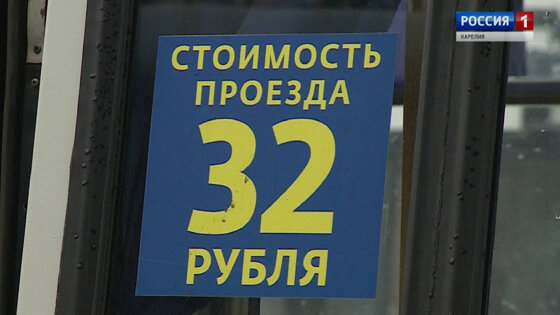 РОССИЯ 1
КАРЕЛИЯ
СТОИМОСТЬ
ПРОЕЗДА
32
РУБЛЯ